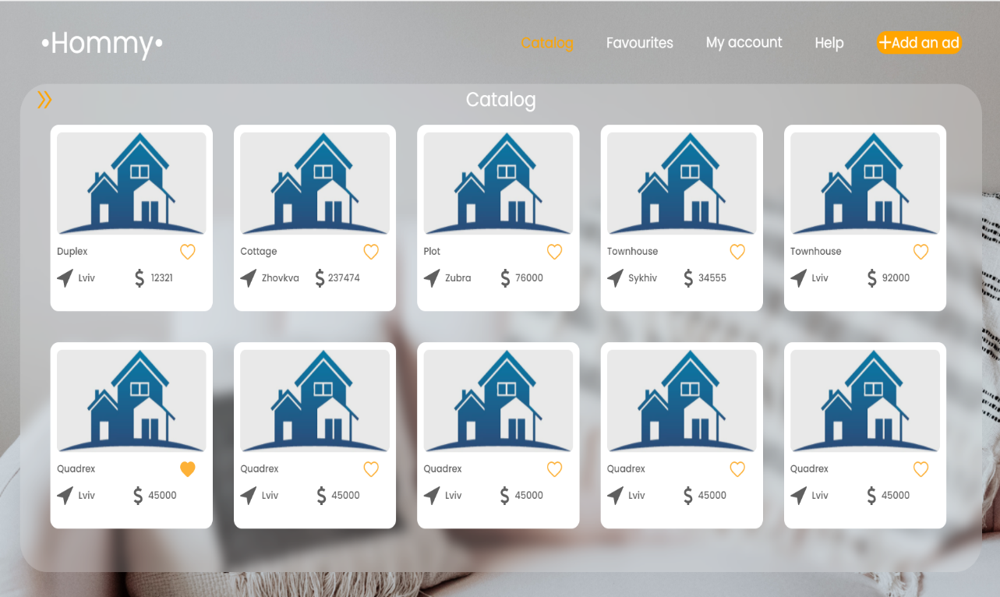 •Hommy•
Catalog Favourites My account Help +Add an ad
Catalog
Duplex
Lviv $ 12321
Cottage
Zhovkva $ 237474
Plot
Zubra $ 76000
Townhouse
Sykhiv $ 34555
Townhouse
Lviv $ 92000
Quadrex
Lviv $ 45000
Quadrex
Lviv $ 45000
Quadrex
Lviv $ 45000
Quadrex
Lviv $ 45000
Quadrex
Lviv $ 45000